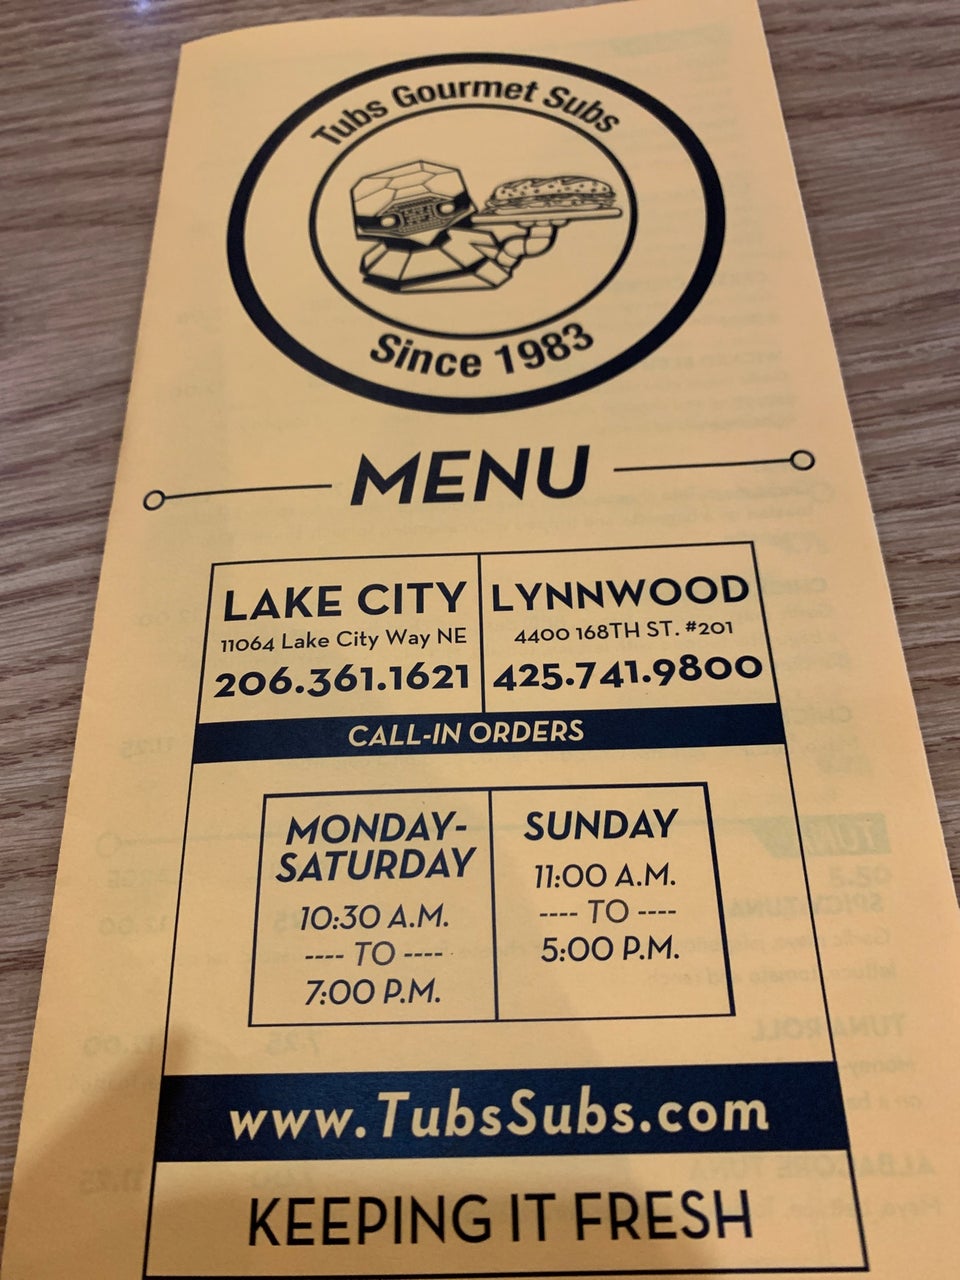 Tubs Gourmet Subs
Since 1983
MENU
LAKE CITY
11064 Lake City Way NE
206.361.1621
LYNNWOOD
4400 168TH ST. #201
425.741.9800
CALL-IN ORDERS
MONDAY-
SATURDAY
10:30 A.M.
---- TO ----
7:00 P.M.
SUNDAY
11:00 A.M.
---- TO ----
5:00 P.M.
www.TubsSubs.com
KEEPING IT FRESH